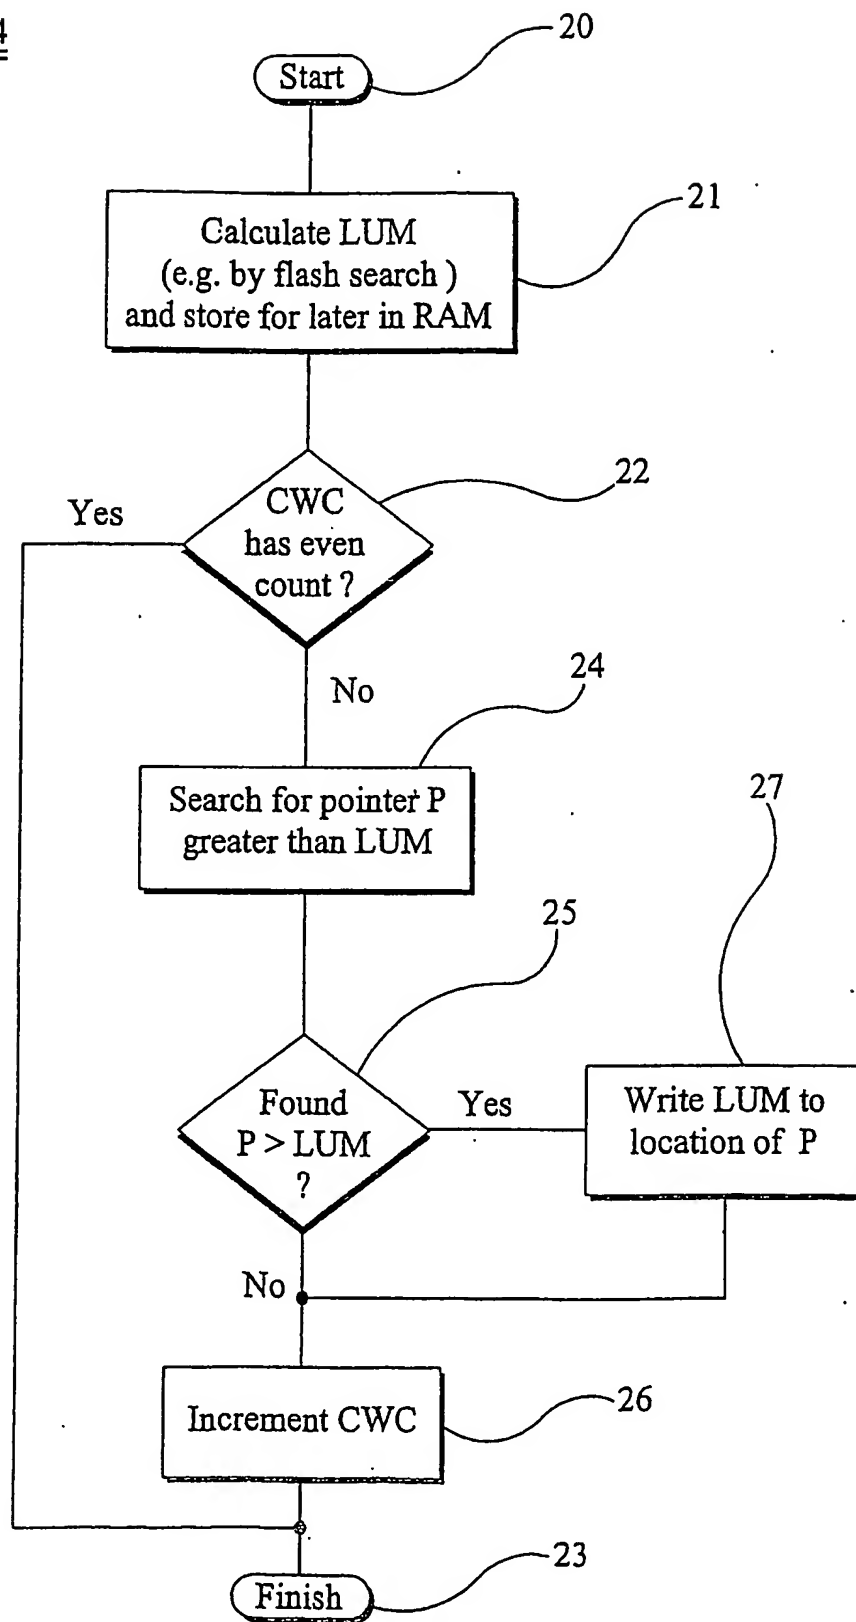 4
20
Start
21
Calculate LUM
(e.g. by flash search )
and store for later in RAM
22
CWC
has even
count ?
Yes
No
24
Search for pointer P
greater than LUM
27
25
Found
P > LUM
?
Yes
Write LUM to
location of P
No
Increment CWC
26
23
Finish